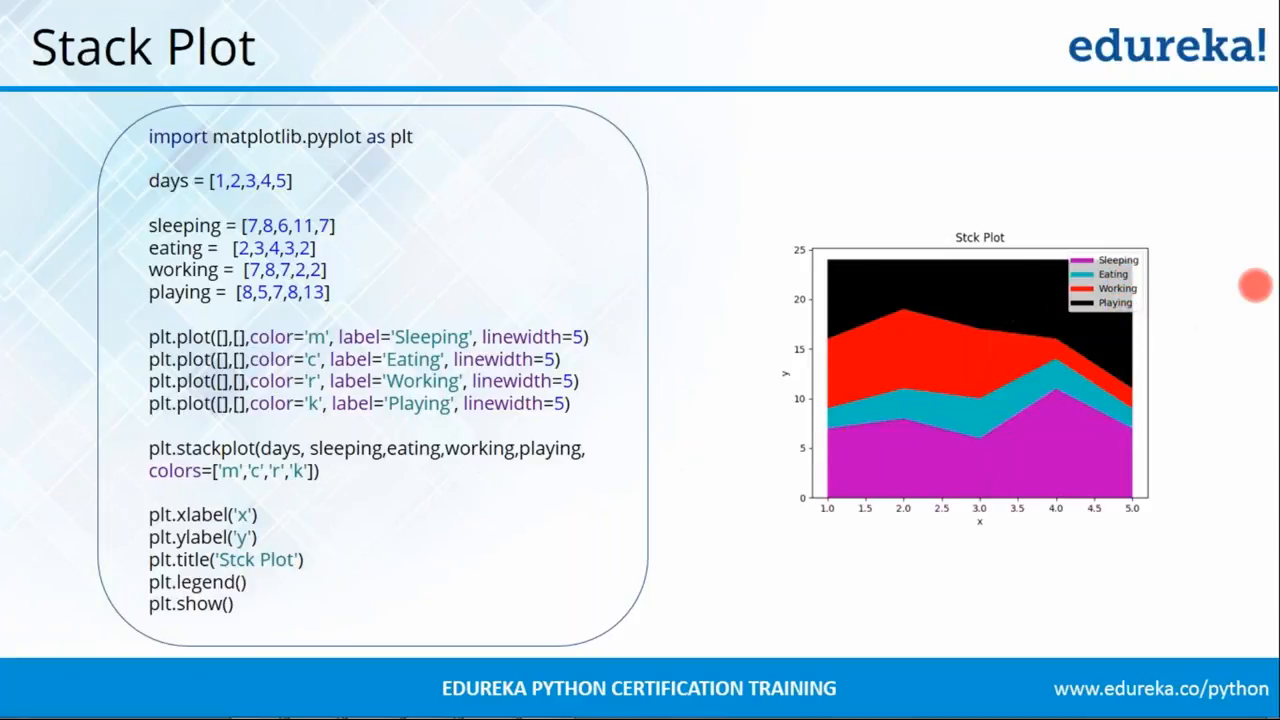 Stack Plot
edureka!
import matplotlib.pyplot as plt
days = [1,2,3,4,5]
sleeping = [7,8,6,11,7]
eating =   [2,3,4,3,2]
working =  [7,8,7,2,2]
playing =  [8,5,7,8,13]
plt.plot([],[],color='m', label='Sleeping', linewidth=5)
plt.plot([],[],color='c', label='Eating', linewidth=5)
plt.plot([],[],color='r', label='Working', linewidth=5)
plt.plot([],[],color='k', label='Playing', linewidth=5)
plt.stackplot(days, sleeping,eating,working,playing,
colors=['m','c','r','k'])
plt.xlabel('x')
plt.ylabel('y')
plt.title('Stck Plot')
plt.legend()
plt.show()
Stck Plot
25
20
15
10
5
0
y
Sleeping
Eating
Working
Playing
1.0 1.5 2.0 2.5 3.0 3.5 4.0 4.5 5.0
x
EDUREKA PYTHON CERTIFICATION TRAINING
www.edureka.co/python